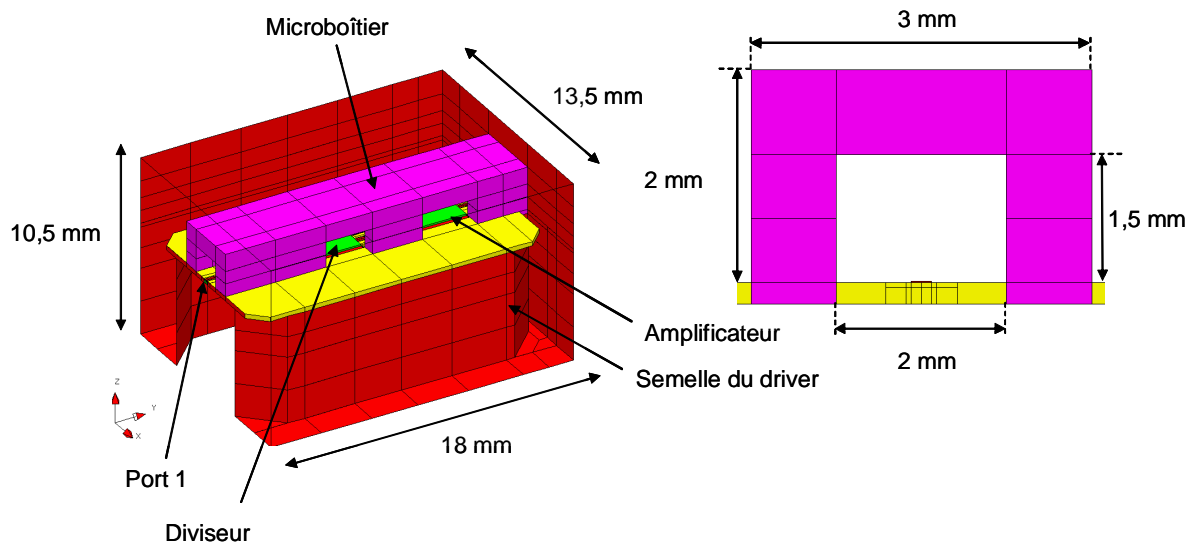 Microboîtier
3 mm
13,5 mm
2 mm
1,5 mm
10,5 mm
Amplificateur
2 mm
Semelle du driver
Z
Y
X
18 mm
Port 1
Diviseur